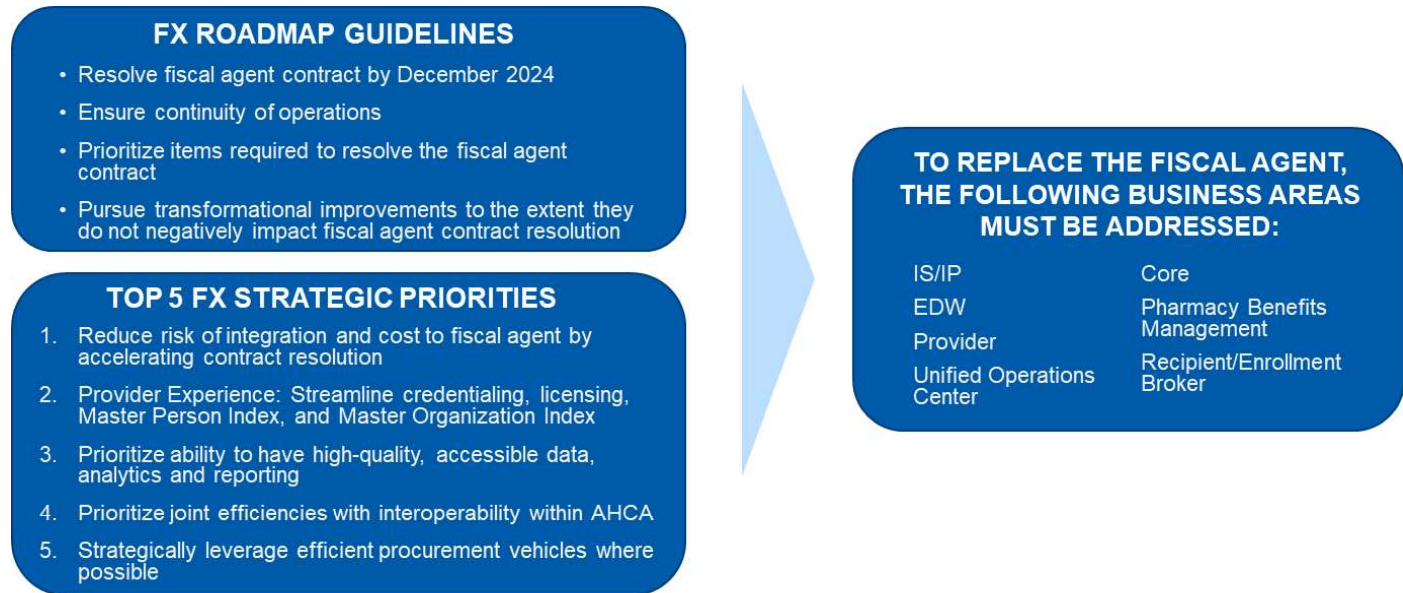 FX ROADMAP GUIDELINES
• Resolve fiscal agent contract by December 2024
• Ensure continuity of operations
• Prioritize items required to resolve the fiscal agent
contract
• Pursue transformational improvements to the extent they
do not negatively impact fiscal agent contract resolution
TOP 5 FX STRATEGIC PRIORITIES
1. Reduce risk of integration and cost to fiscal agent by
accelerating contract resolution
2. Provider Experience: Streamline credentialing, licensing,
Master Person Index, and Master Organization Index
3. Prioritize ability to have high-quality, accessible data,
analytics and reporting
4. Prioritize joint efficiencies with interoperability within AHCA
5. Strategically leverage efficient procurement vehicles where
possible
TO REPLACE THE FISCAL AGENT,
THE FOLLOWING BUSINESS AREAS
MUST BE ADDRESSED:
IS/IP
EDW
Provider
Unified Operations
Center
Core
Pharmacy Benefits
Management
Recipient/Enrollment
Broker